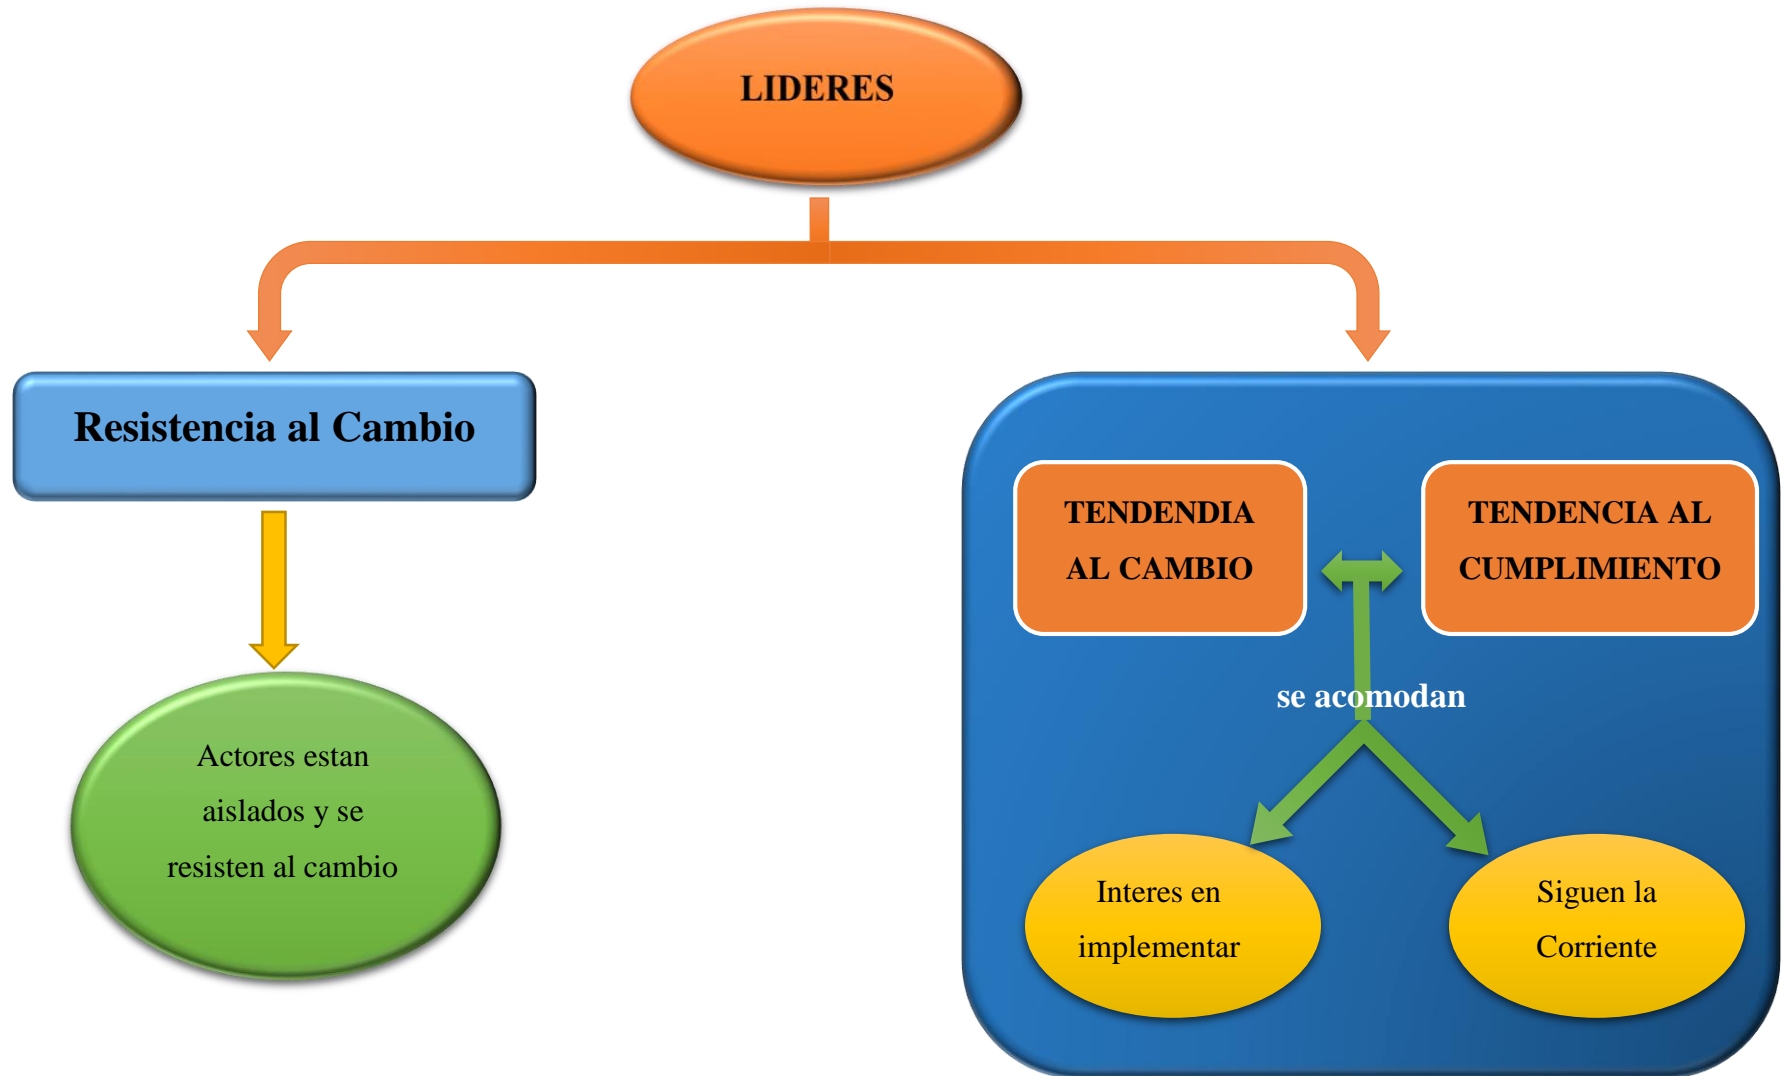 LIDERES
Resistencia al Cambio
Actores estan
aislados y se
resisten al cambio
TENDENDIA
AL CAMBIO
TENDENCIA AL
CUMPLIMIENTO
se acomodan
Interes en
implementar
Siguen la
Corriente